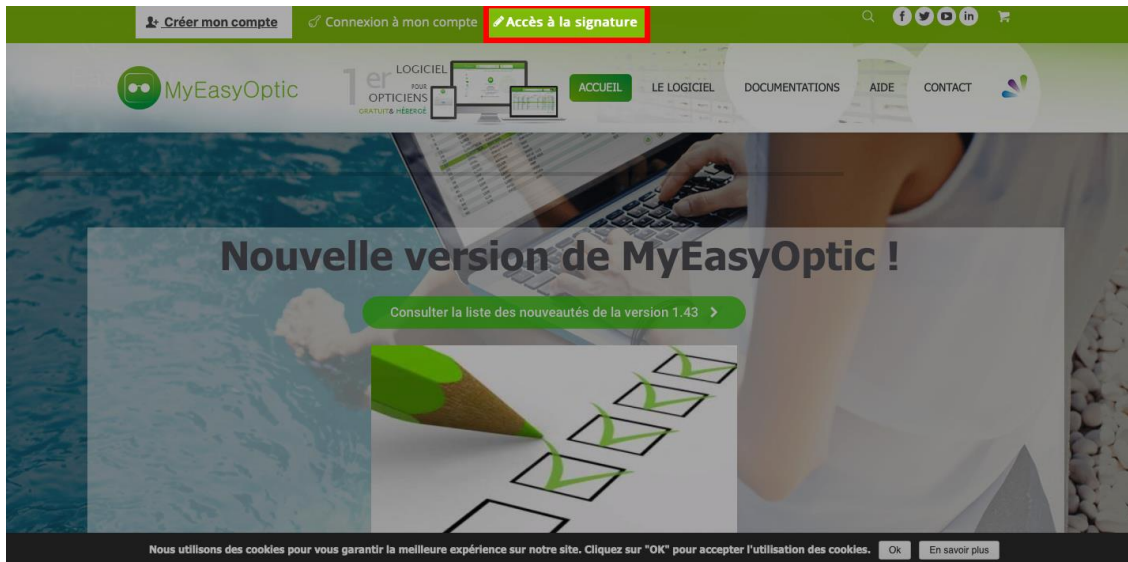 Créer mon compte
Connexion à mon compte
Accès à la signature
MyEasyOptic
1er
LOGICIEL
POUR
OPTICIENS
GRATUIT & HÉBERGÉ
ACCUEIL
LE LOGICIEL
DOCUMENTATIONS
AIDE
CONTACT
Nouvelle version de MyEasyOptic !
Consulter la liste des nouveautés de la version 1.43
Nous utilisons des cookies pour vous garantir la meilleure expérience sur notre site. Cliquez sur "OK" pour accepter l'utilisation des cookies.
Ok
En savoir plus